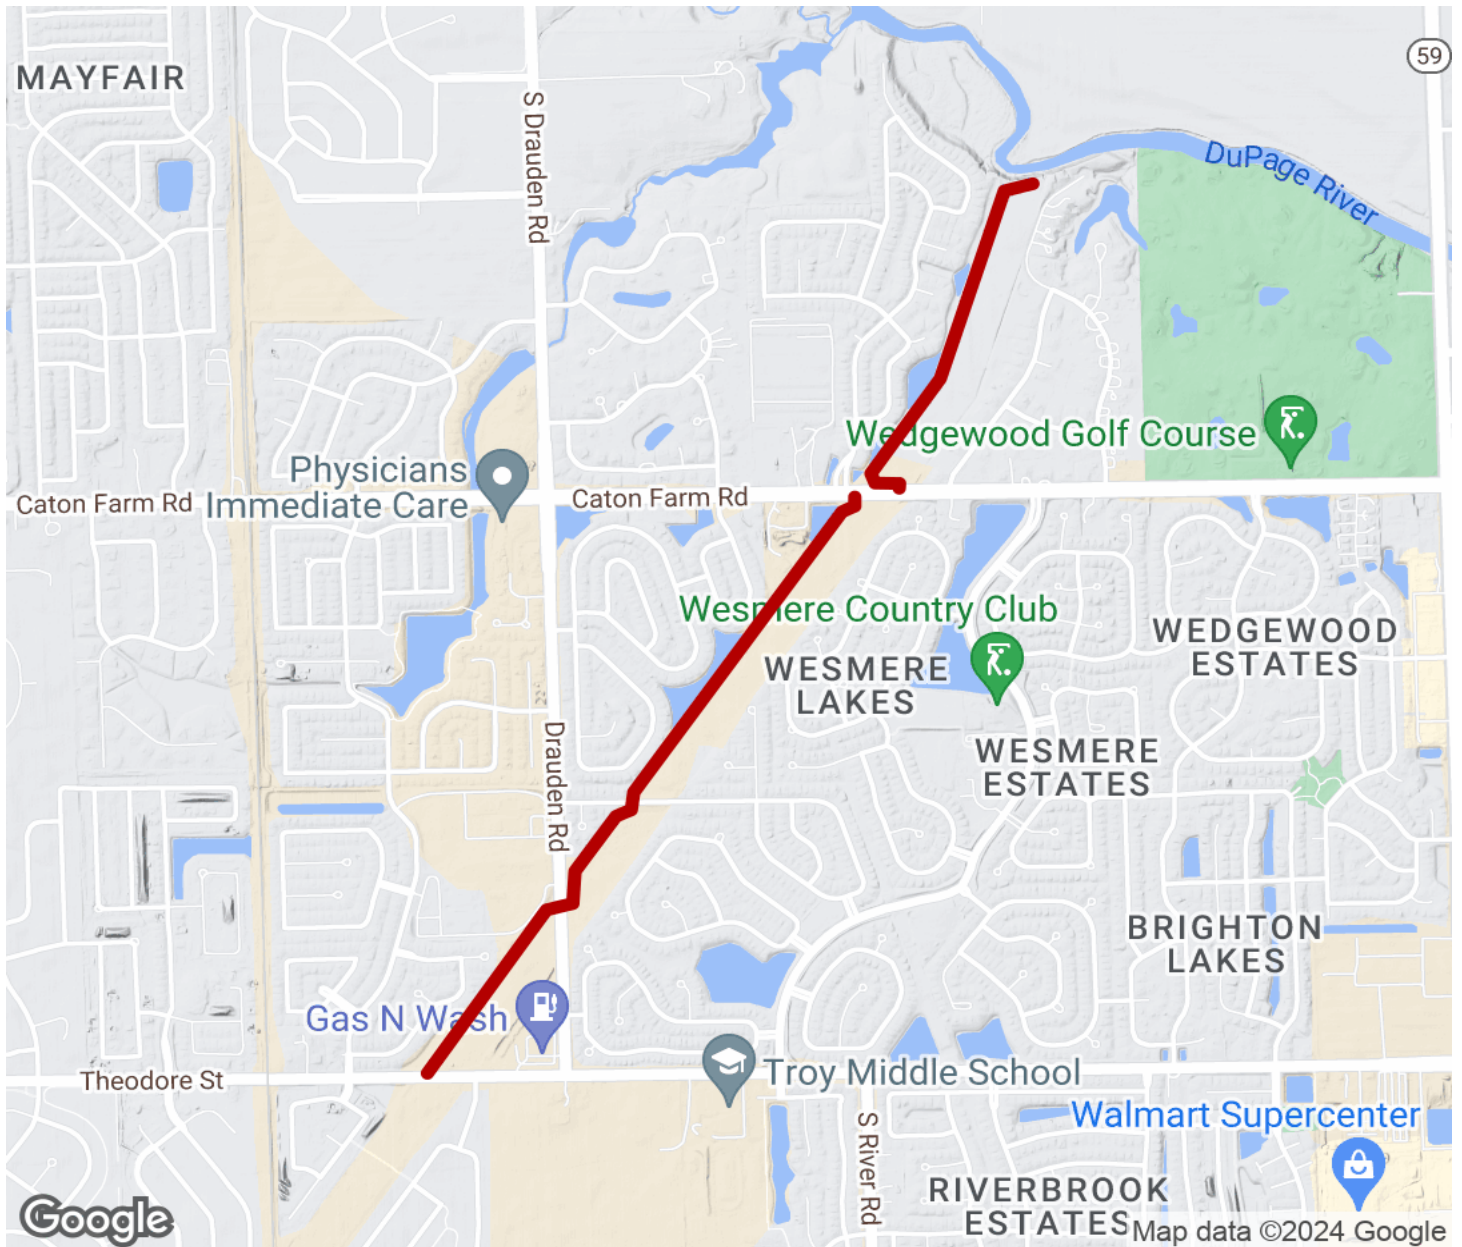 59
MAYFAIR
S Drauden Rd
DuPage River
Wedgewood Golf Course
Physicians
Immediate Care
Caton Farm Rd
Caton Farm Rd
Wesmere Country Club
WEDGEWOOD
ESTATES
WESMERE
LAKES
WESMERE
ESTATES
Drauden Rd
BRIGHTON
LAKES
Gas N Wash
Theodore St
Troy Middle School
Walmart Supercenter
S River Rd
RIVERBROOK
ESTATES
Google
Map data ©2024 Google